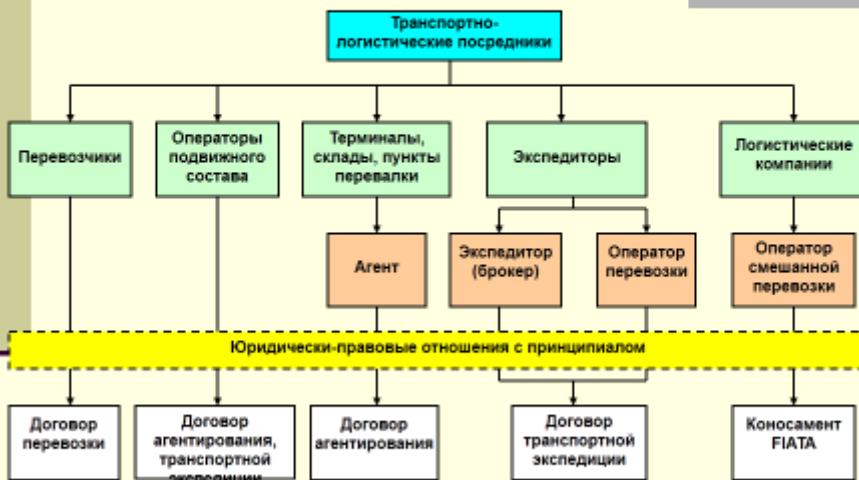 Транспортно-
логистические посредники
Перевозчики
Операторы
подвижного
состава
Терминалы,
склады, пункты
перевалки
Экспедиторы
Логистические
компании
Агент
Экспедитор
(брокер)
Оператор
перевозки
Оператор
смешанной
перевозки
Юридически-правовые отношения с принципиалом
Договор
перевозки
Договор
агентирования,
транспортной
экспедиции
Договор
агентирования
Договор
транспортной
экспедиции
Коносамент
FIATA